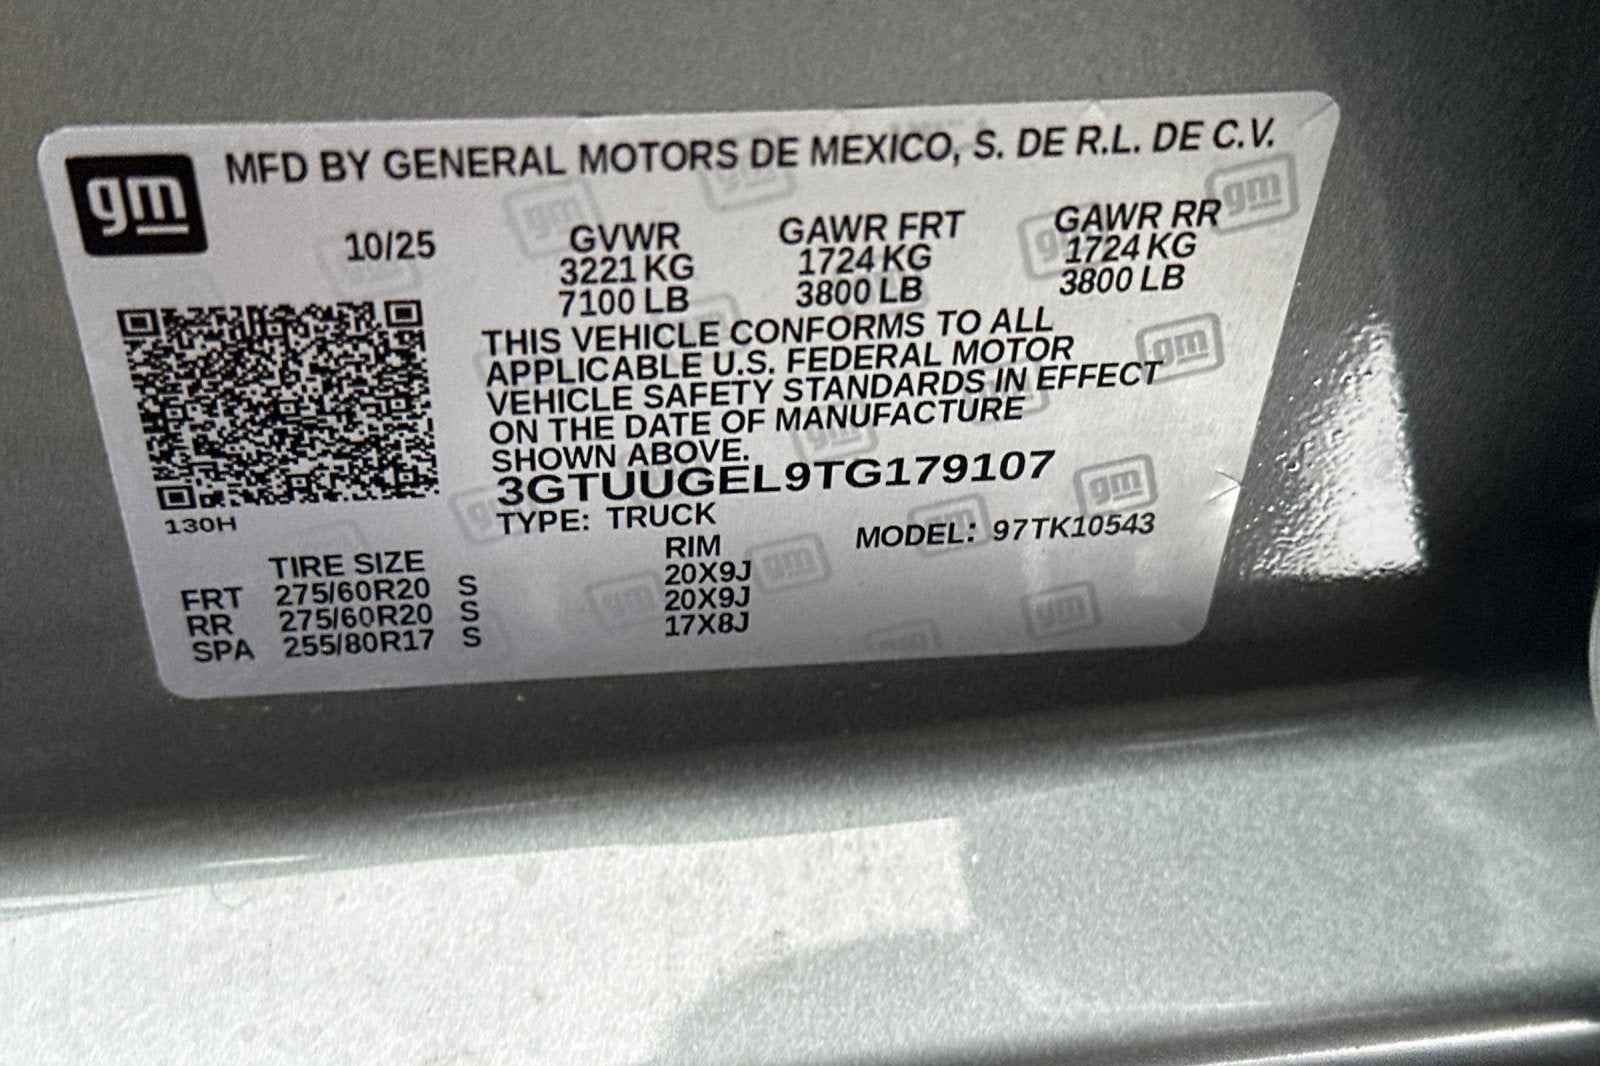 gm
MFD BY GENERAL MOTORS DE MEXICO, S. DE R.L. DE C.V.
10/25
GVWR GAWR FRT GAWR RR
3221 KG 1724 KG 1724 KG
7100 LB 3800 LB 3800 LB
THIS VEHICLE CONFORMS TO ALL
APPLICABLE U.S. FEDERAL MOTOR
VEHICLE SAFETY STANDARDS IN EFFECT
ON THE DATE OF MANUFACTURE
SHOWN ABOVE.
3GTUUGEL9TG179107
130H
TYPE: TRUCK MODEL: 97TK10543
TIRE SIZE RIM
FRT 275/60R20 S 20X9J
RR 275/60R20 S 20X9J
SPA 255/80R17 S 17X8J